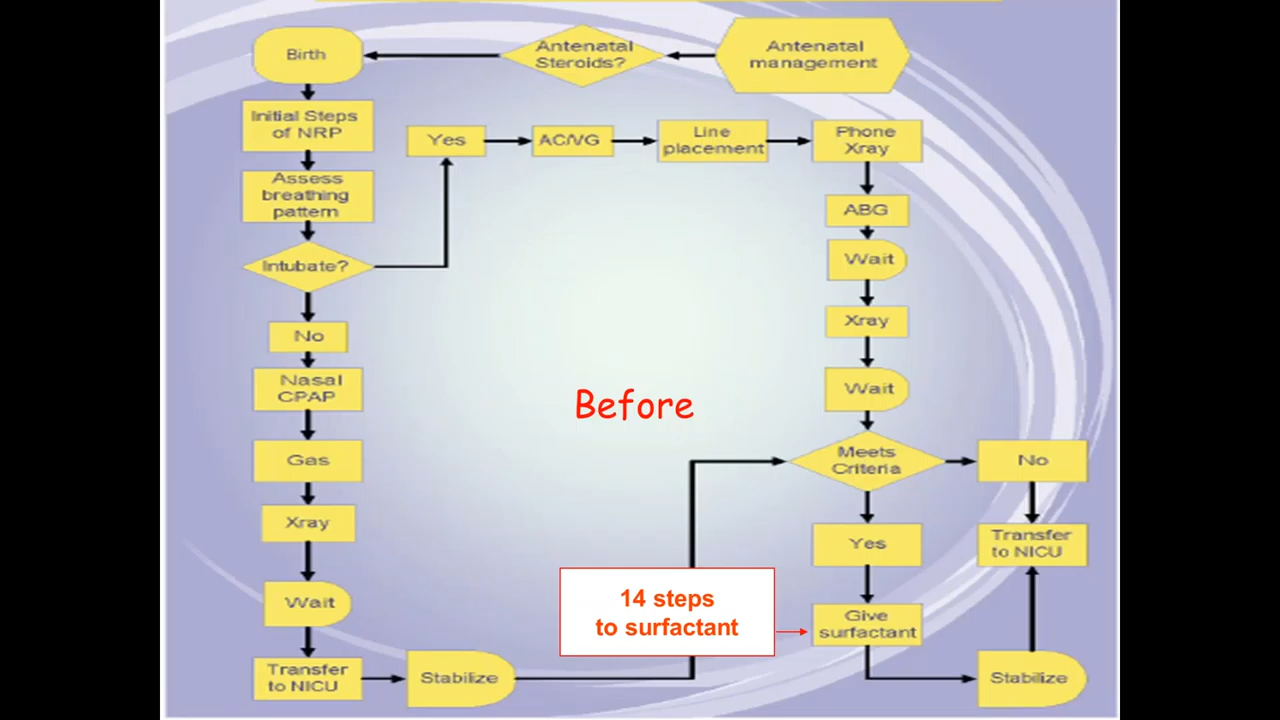 Birth
Antenatal
Steroids?
Antenatal
management
Initial Steps
of NRP
Assess
breathing
pattern
Intubate?
Yes
AC/VG
Line
placement
Phone
Xray
ABG
Wait
Xray
Wait
Meets
Criteria
No
Transfer
to NICU
Yes
Give
surfactant
Stabilize
No
Nasal
CPAP
Gas
Xray
Wait
Transfer
to NICU
Stabilize
Before
14 steps
to surfactant